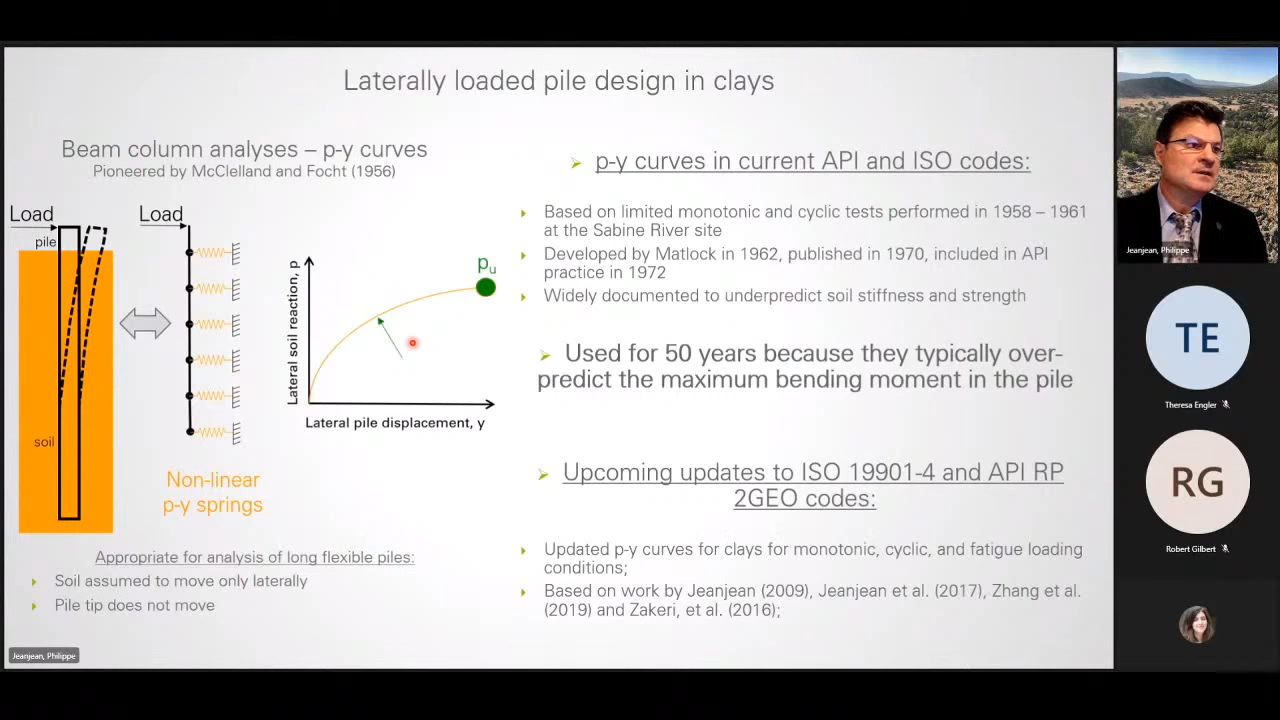 Laterally loaded pile design in clays
Beam column analyses – p-y curves
Pioneered by McClelland and Focht (1956)
Load
pile
soil
Load
Non-linear
p-y springs
Lateral soil reaction, p
pu
Lateral pile displacement, y
Appropriate for analysis of long flexible piles:
Soil assumed to move only laterally
Pile tip does not move
p-y curves in current API and ISO codes:
Based on limited monotonic and cyclic tests performed in 1958 – 1961
at the Sabine River site
Developed by Matlock in 1962, published in 1970, included in API
practice in 1972
Widely documented to underpredict soil stiffness and strength
Used for 50 years because they typically over-
predict the maximum bending moment in the pile
Upcoming updates to ISO 19901-4 and API RP
2GEO codes:
Updated p-y curves for clays for monotonic, cyclic, and fatigue loading
conditions;
Based on work by Jeanjean (2009), Jeanjean et al. (2017), Zhang et al.
(2019) and Zakeri, et al. (2016);
Jeanjean, Philippe
Jeanjean, Philippe
TE
Theresa Engler
RG
Robert Gilbert